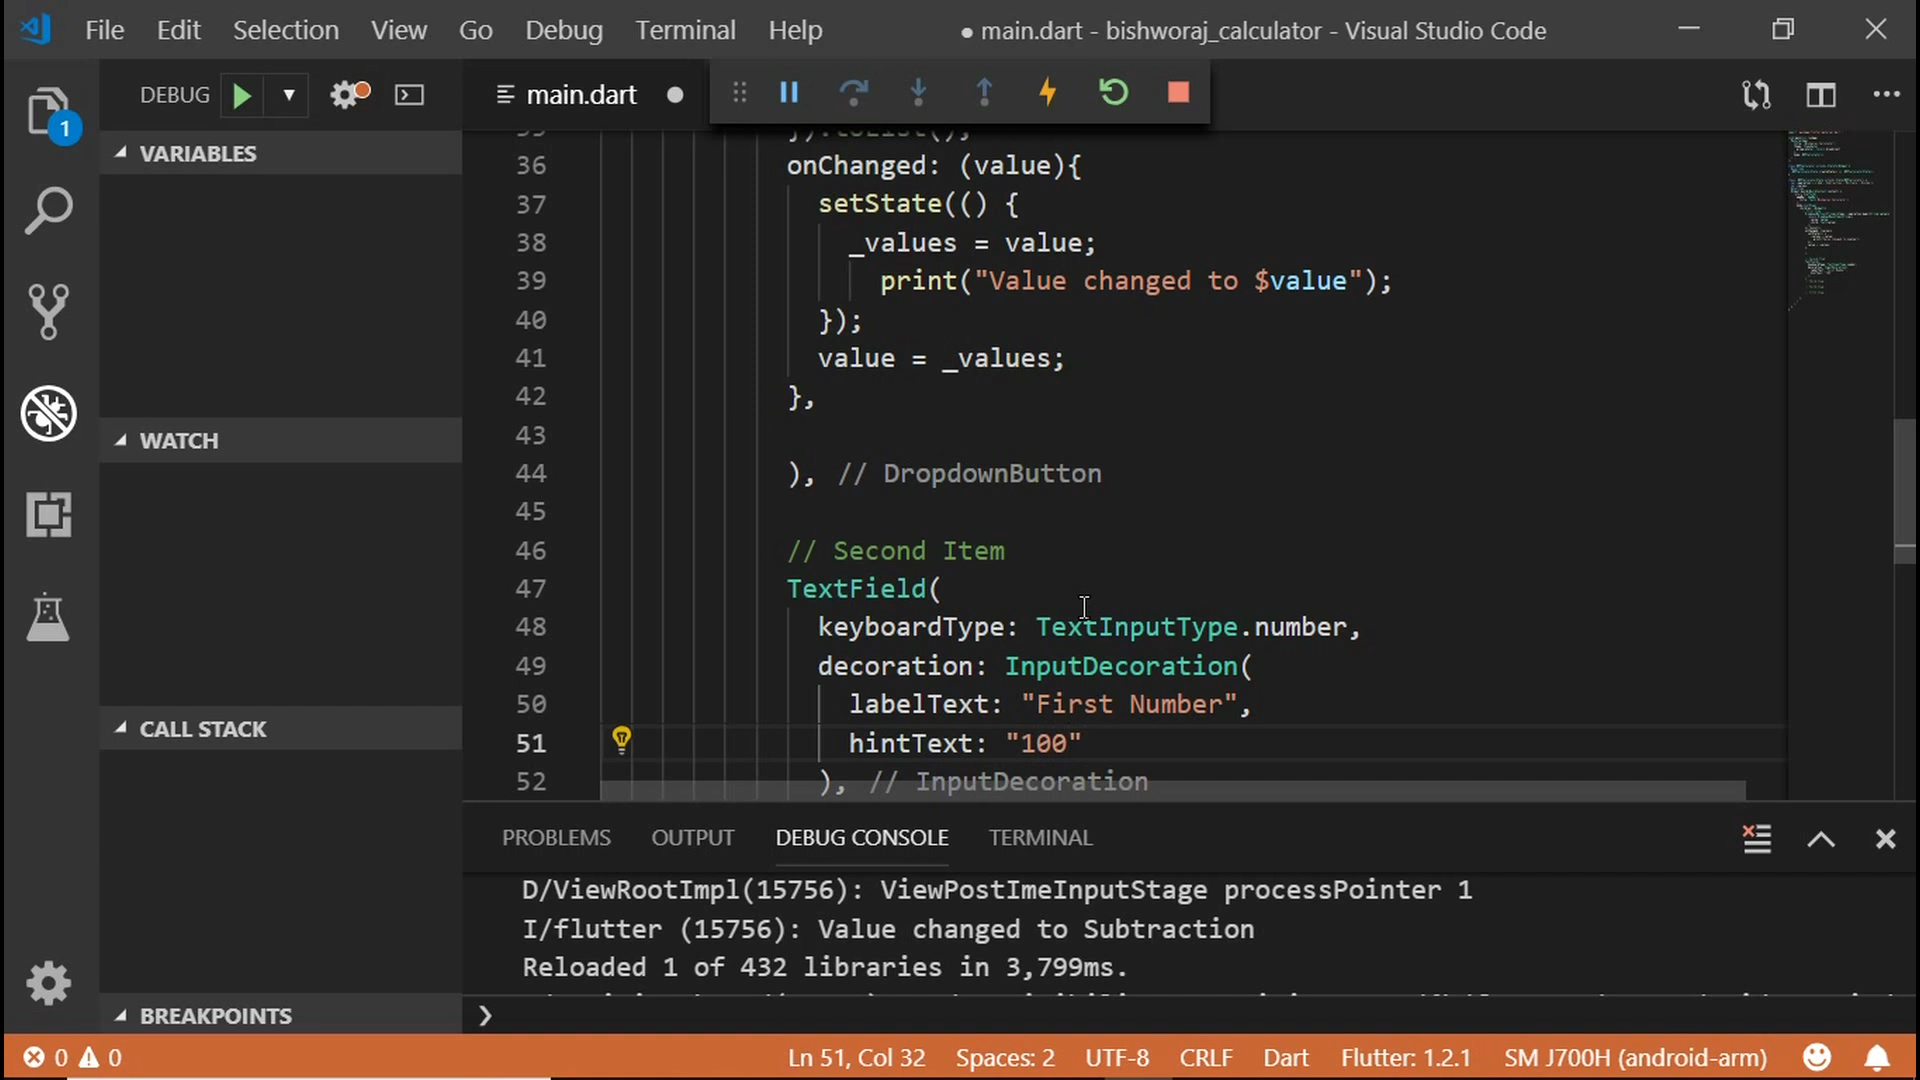 File Edit Selection View Go Debug Terminal Help ● main.dart - bishworaj_calculator - Visual Studio Code
DEBUG
main.dart
1
VARIABLES
WATCH
CALL STACK
BREAKPOINTS
35 }).toList();
36 onChanged: (value){
37 setState(() {
38 _values = value;
39 print("Value changed to $value");
40 });
41 value = _values;
42 },
43
44 ), // DropdownButton
45
46 // Second Item
47 TextField(
48 keyboardType: TextInputType.number,
49 decoration: InputDecoration(
50 labelText: "First Number",
51 hintText: "100"
52 ), // InputDecoration
PROBLEMS OUTPUT DEBUG CONSOLE TERMINAL
D/ViewRootImpl(15756): ViewPostImeInputStage processPointer 1
I/flutter (15756): Value changed to Subtraction
Reloaded 1 of 432 libraries in 3,799ms.
0 0 Ln 51, Col 32 Spaces: 2 UTF-8 CRLF Dart Flutter: 1.2.1 SM J700H (android-arm)